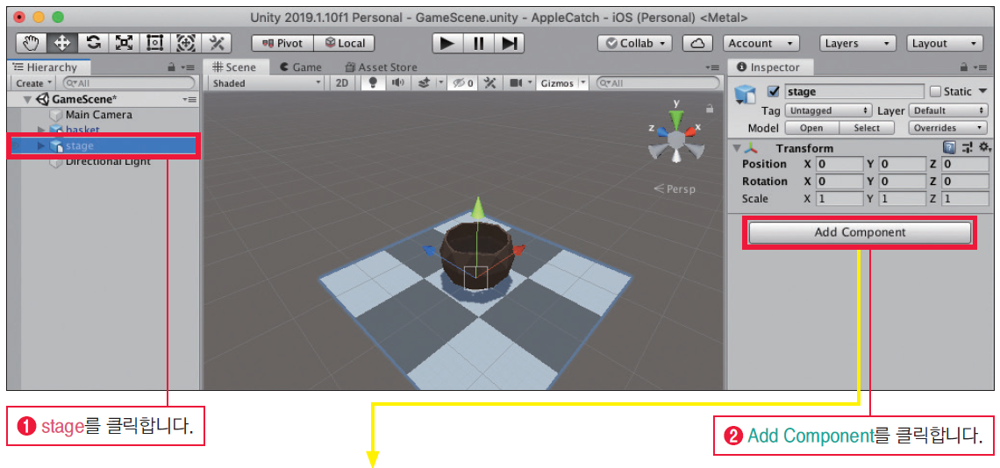 Unity 2019.1.10f1 Personal - GameScene.unity - AppleCatch - iOS (Personal) <Metal>
Pivot Local Collab Account Layers Layout
Hierarchy
Create All
GameScene*
Main Camera
basket
stage
Directional Light
Scene Game Asset Store
Shaded 2D 0 Gizmos All
y
z x
Persp
Inspector
stage Static
Tag Untagged Layer Default
Model Open Select Overrides
Transform
Position X 0 Y 0 Z 0
Rotation X 0 Y 0 Z 0
Scale X 1 Y 1 Z 1
Add Component
1 stage를 클릭합니다.
2 Add Component를 클릭합니다.